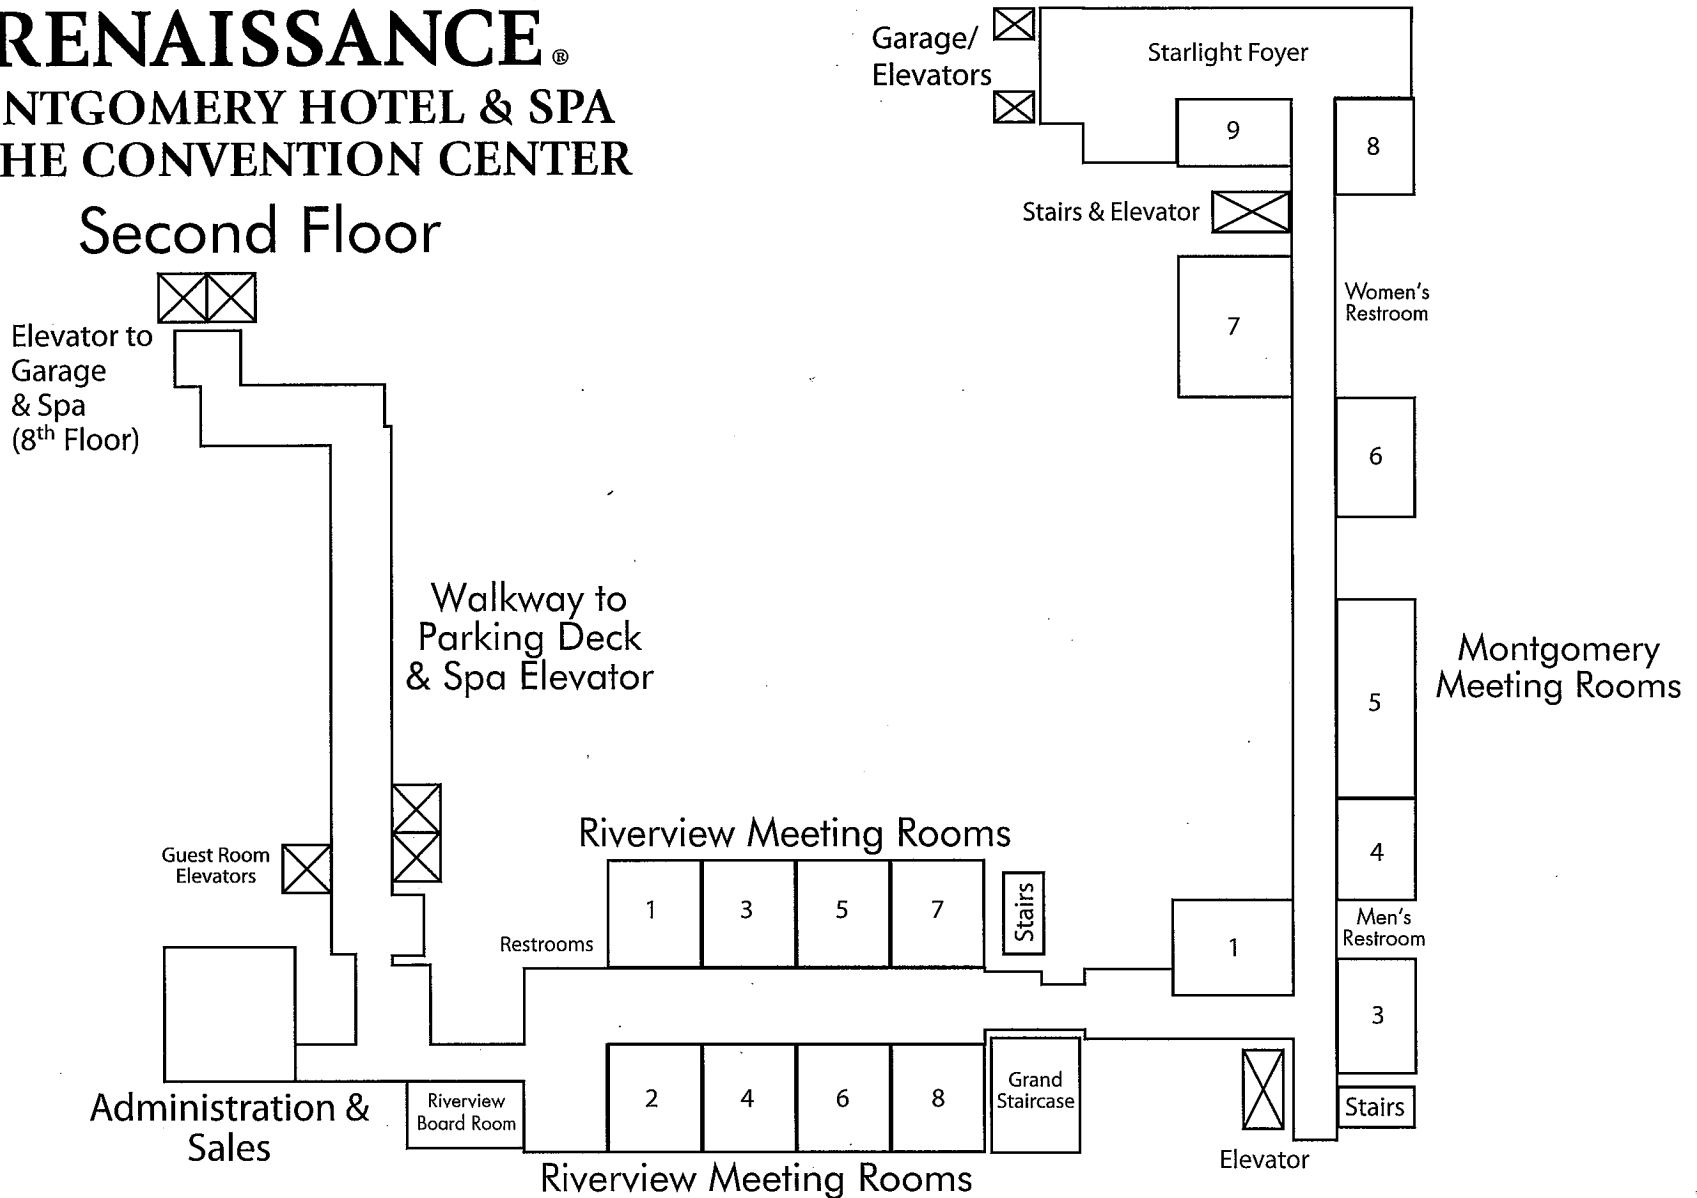 RENAISSANCE®
NTGOMERY HOTEL & SPA
HE CONVENTION CENTER
Second Floor
Elevator to
Garage
& Spa
(8th Floor)
Garage/
Elevators
Starlight Foyer
9
8
Stairs & Elevator
7
Women's
Restroom
6
Walkway to
Parking Deck
& Spa Elevator
Montgomery
Meeting Rooms
5
4
Men's
Restroom
1
3
Stairs
Elevator
Guest Room
Elevators
Riverview Meeting Rooms
Restrooms
1
3
5
7
Stairs
2
4
6
8
Grand
Staircase
Riverview
Board Room
Administration &
Sales
Riverview Meeting Rooms